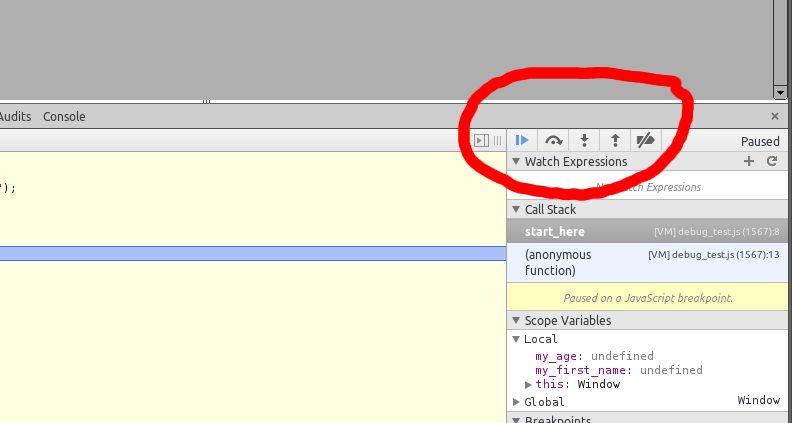 Audits Console
Paused
Watch Expressions
");
No Watch Expressions
Call Stack
start_here [VM] debug_test.js (1567):8
(anonymous function) [VM] debug_test.js (1567):13
Paused on a JavaScript breakpoint.
Scope Variables
Local
my_age: undefined
my_first_name: undefined
this: Window
Global Window
Breakpoints